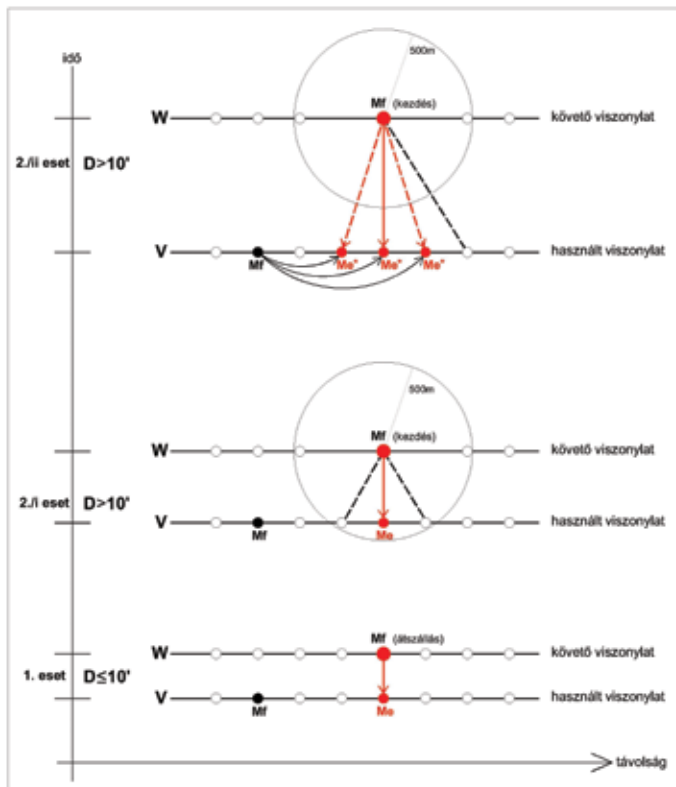 idő
500m
Mf (kezdés)
W
követő viszonylat
2./ii eset
D>10'
V
használt viszonylat
Mf
Me*
Me*
Me*
500m
Mf (kezdés)
W
követő viszonylat
2./i eset
D>10'
V
használt viszonylat
Mf
Me
Mf (átszállás)
W
követő viszonylat
1. eset
D≤10'
V
használt viszonylat
Mf
Me
távolság